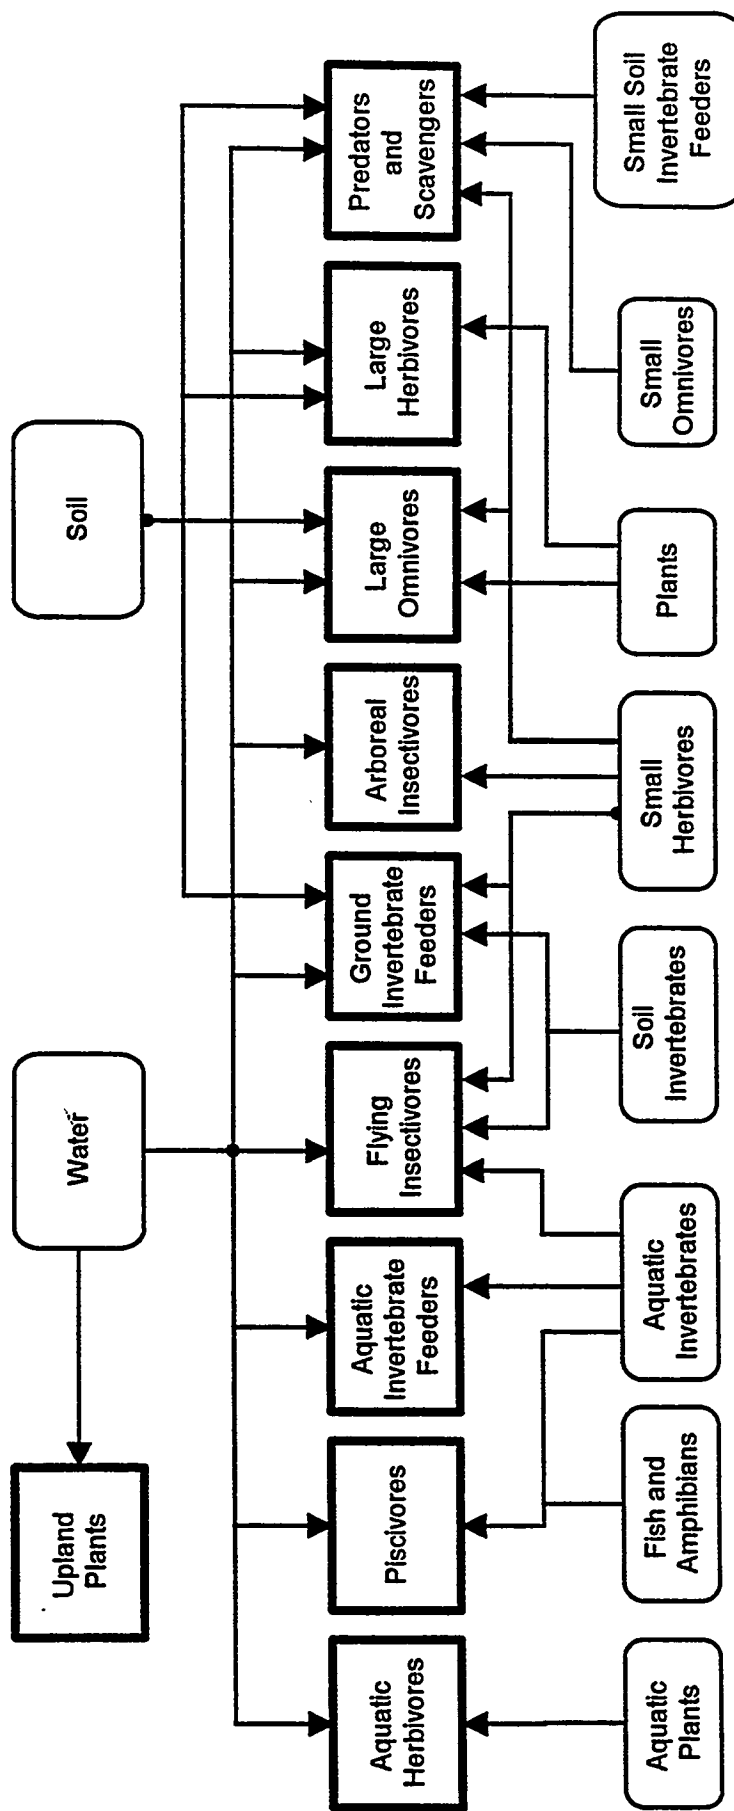 Upland
Plants
Water
Soil
Aquatic
Herbivores
Piscivores
Aquatic
Invertebrate
Feeders
Flying
Insectivores
Ground
Invertebrate
Feeders
Arboreal
Insectivores
Large
Omnivores
Large
Herbivores
Predators
and
Scavengers
Aquatic
Plants
Fish and
Amphibians
Aquatic
Invertebrates
Soil
Invertebrates
Small
Herbivores
Plants
Small
Omnivores
Small Soil
Invertebrate
Feeders